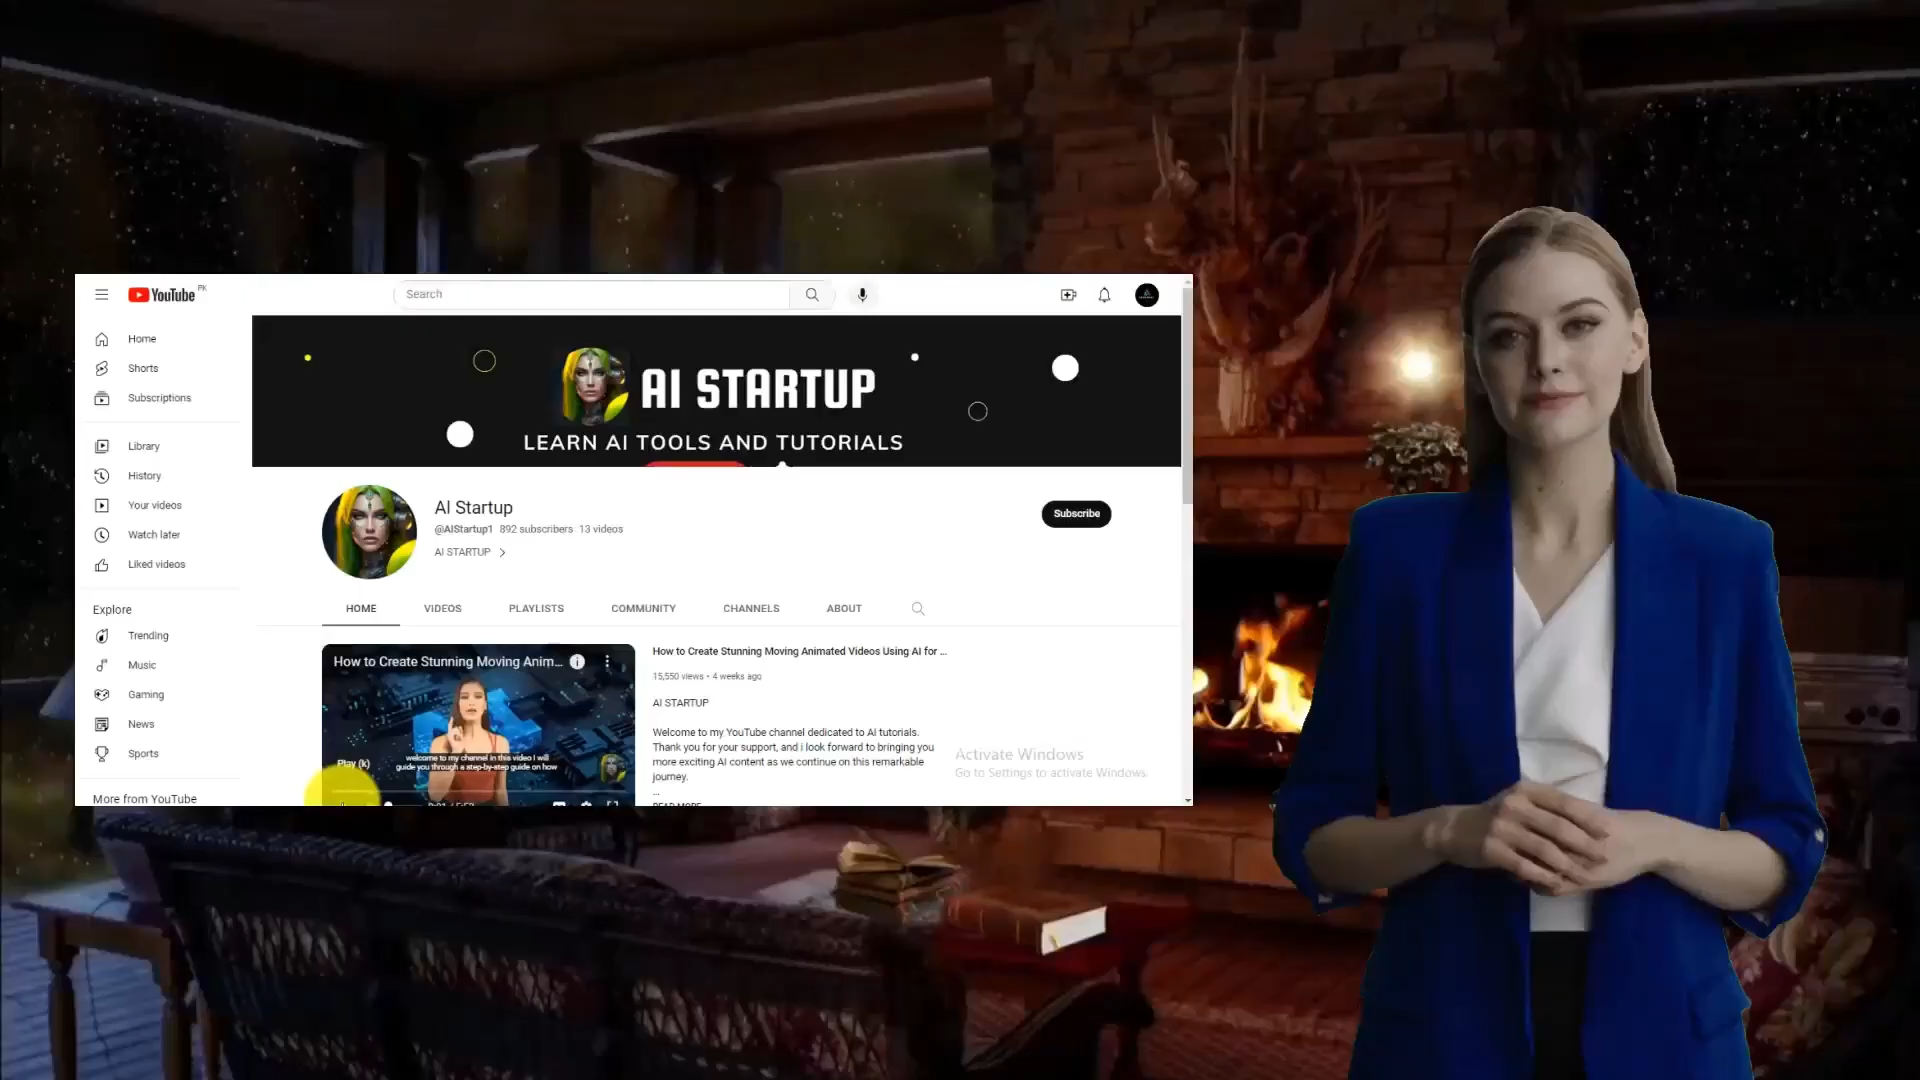 YouTube PK
Search
Home
Shorts
Subscriptions
Library
History
Your videos
Watch later
Liked videos
Explore
Trending
Music
Gaming
News
Sports
More from YouTube
AI STARTUP
LEARN AI TOOLS AND TUTORIALS
AI Startup
@AIStartup1 892 subscribers 13 videos
AI STARTUP
Subscribe
HOME VIDEOS PLAYLISTS COMMUNITY CHANNELS ABOUT
How to Create Stunning Moving Anim...
welcome to my channel in this video I will
guide you through a step-by-step guide on how
Play (k)
How to Create Stunning Moving Animated Videos Using AI for ...
15,550 views • 4 weeks ago
AI STARTUP
Welcome to my YouTube channel dedicated to AI tutorials.
Thank you for your support, and i look forward to bringing you
more exciting AI content as we continue on this remarkable
journey.
...
READ MORE
Activate Windows
Go to Settings to activate Windows.